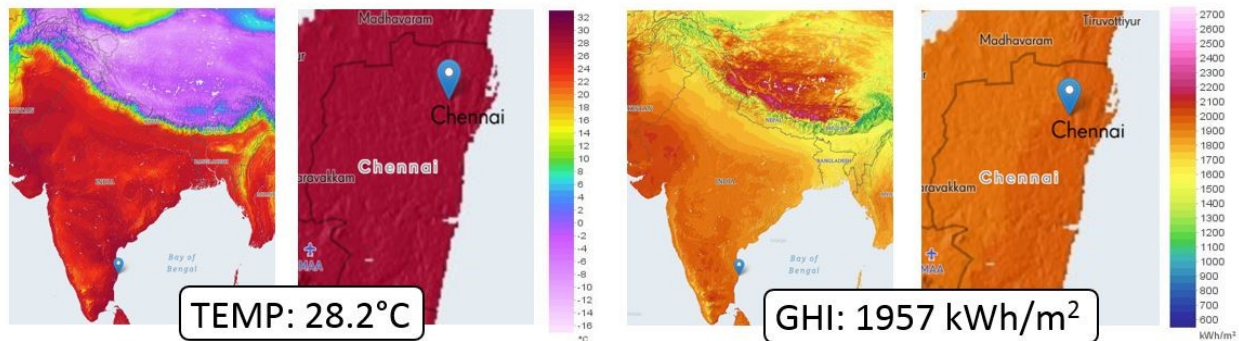 INDIA
BANGLADESH
Bay of
Bengal
TEMP: 28.2°C
Madhavaram
Chennai
Chennai
aravakkam
MAA
32
30
28
26
24
22
20
18
16
14
12
10
8
6
4
2
0
-2
-4
-6
-8
-10
-12
-14
-16
°C
NEPAL
INDIA
BANGLADESH
Bay of
Bengal
GHI: 1957 kWh/m²
Tiruvottiyur
Madhavaram
Chennai
Chennai
aravakkam
MAA
2700
2600
2500
2400
2300
2200
2100
2000
1900
1800
1700
1600
1500
1400
1300
1200
1100
1000
900
800
700
600
kWh/m²